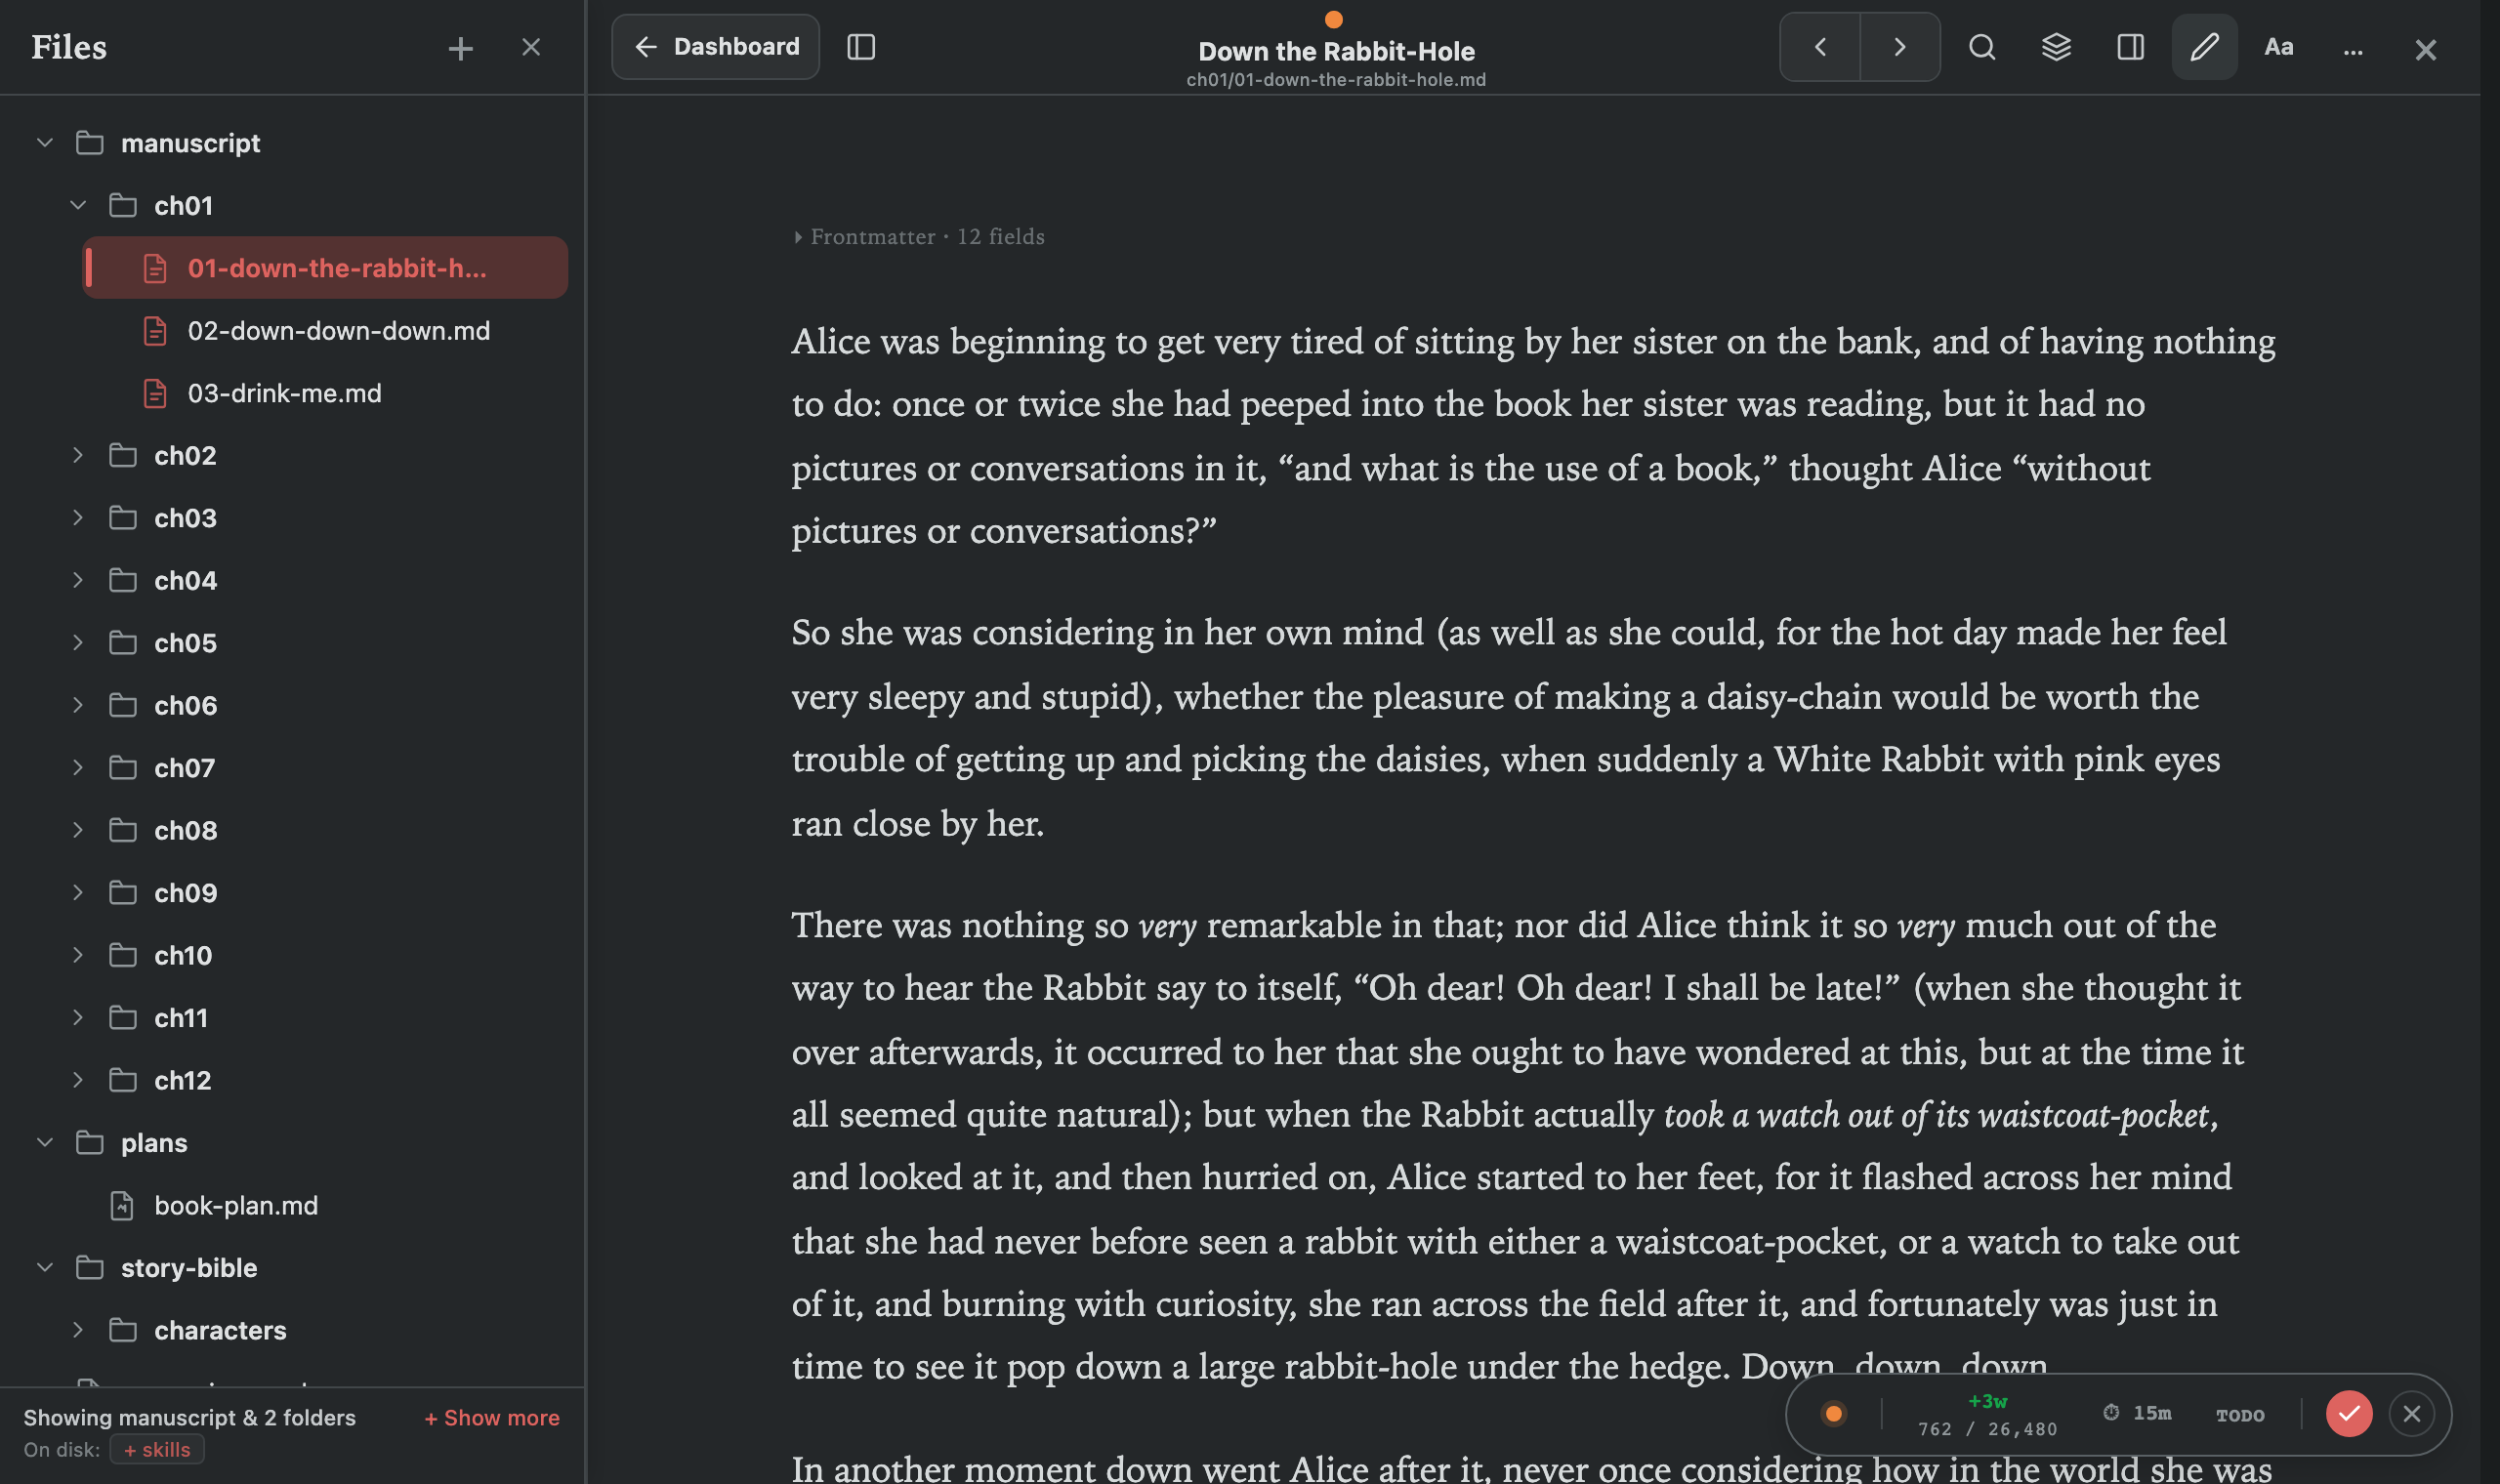 Files
manuscript
ch01
01-down-the-rabbit-h...
02-down-down-down.md
03-drink-me.md
ch02
ch03
ch04
ch05
ch06
ch07
ch08
ch09
ch10
ch11
ch12
plans
book-plan.md
story-bible
characters
Showing manuscript & 2 folders
+ Show more
On disk: + skills
Dashboard
Down the Rabbit-Hole
ch01/01-down-the-rabbit-hole.md
Aa
...
Frontmatter · 12 fields
Alice was beginning to get very tired of sitting by her sister on the bank, and of having nothing
to do: once or twice she had peeped into the book her sister was reading, but it had no
pictures or conversations in it, “and what is the use of a book,” thought Alice “without
pictures or conversations?”
So she was considering in her own mind (as well as she could, for the hot day made her feel
very sleepy and stupid), whether the pleasure of making a daisy-chain would be worth the
trouble of getting up and picking the daisies, when suddenly a White Rabbit with pink eyes
ran close by her.
There was nothing so very remarkable in that; nor did Alice think it so very much out of the
way to hear the Rabbit say to itself, “Oh dear! Oh dear! I shall be late!” (when she thought it
over afterwards, it occurred to her that she ought to have wondered at this, but at the time it
all seemed quite natural); but when the Rabbit actually took a watch out of its waistcoat-pocket,
and looked at it, and then hurried on, Alice started to her feet, for it flashed across her mind
that she had never before seen a rabbit with either a waistcoat-pocket, or a watch to take out
of it, and burning with curiosity, she ran across the field after it, and fortunately was just in
time to see it pop down a large rabbit-hole under the hedge. Down, down, down
In another moment down went Alice after it, never once considering how in the world she was
+3w
762 / 26,480
15m
TODO